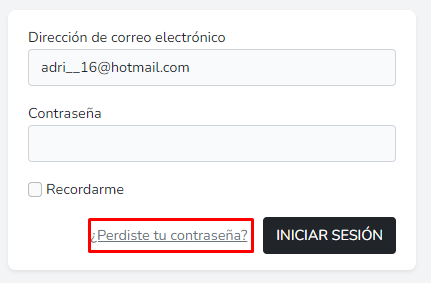 Dirección de correo electrónico
adri__16@hotmail.com
Contraseña
Recordarme
¿Perdiste tu contraseña? INICIAR SESIÓN